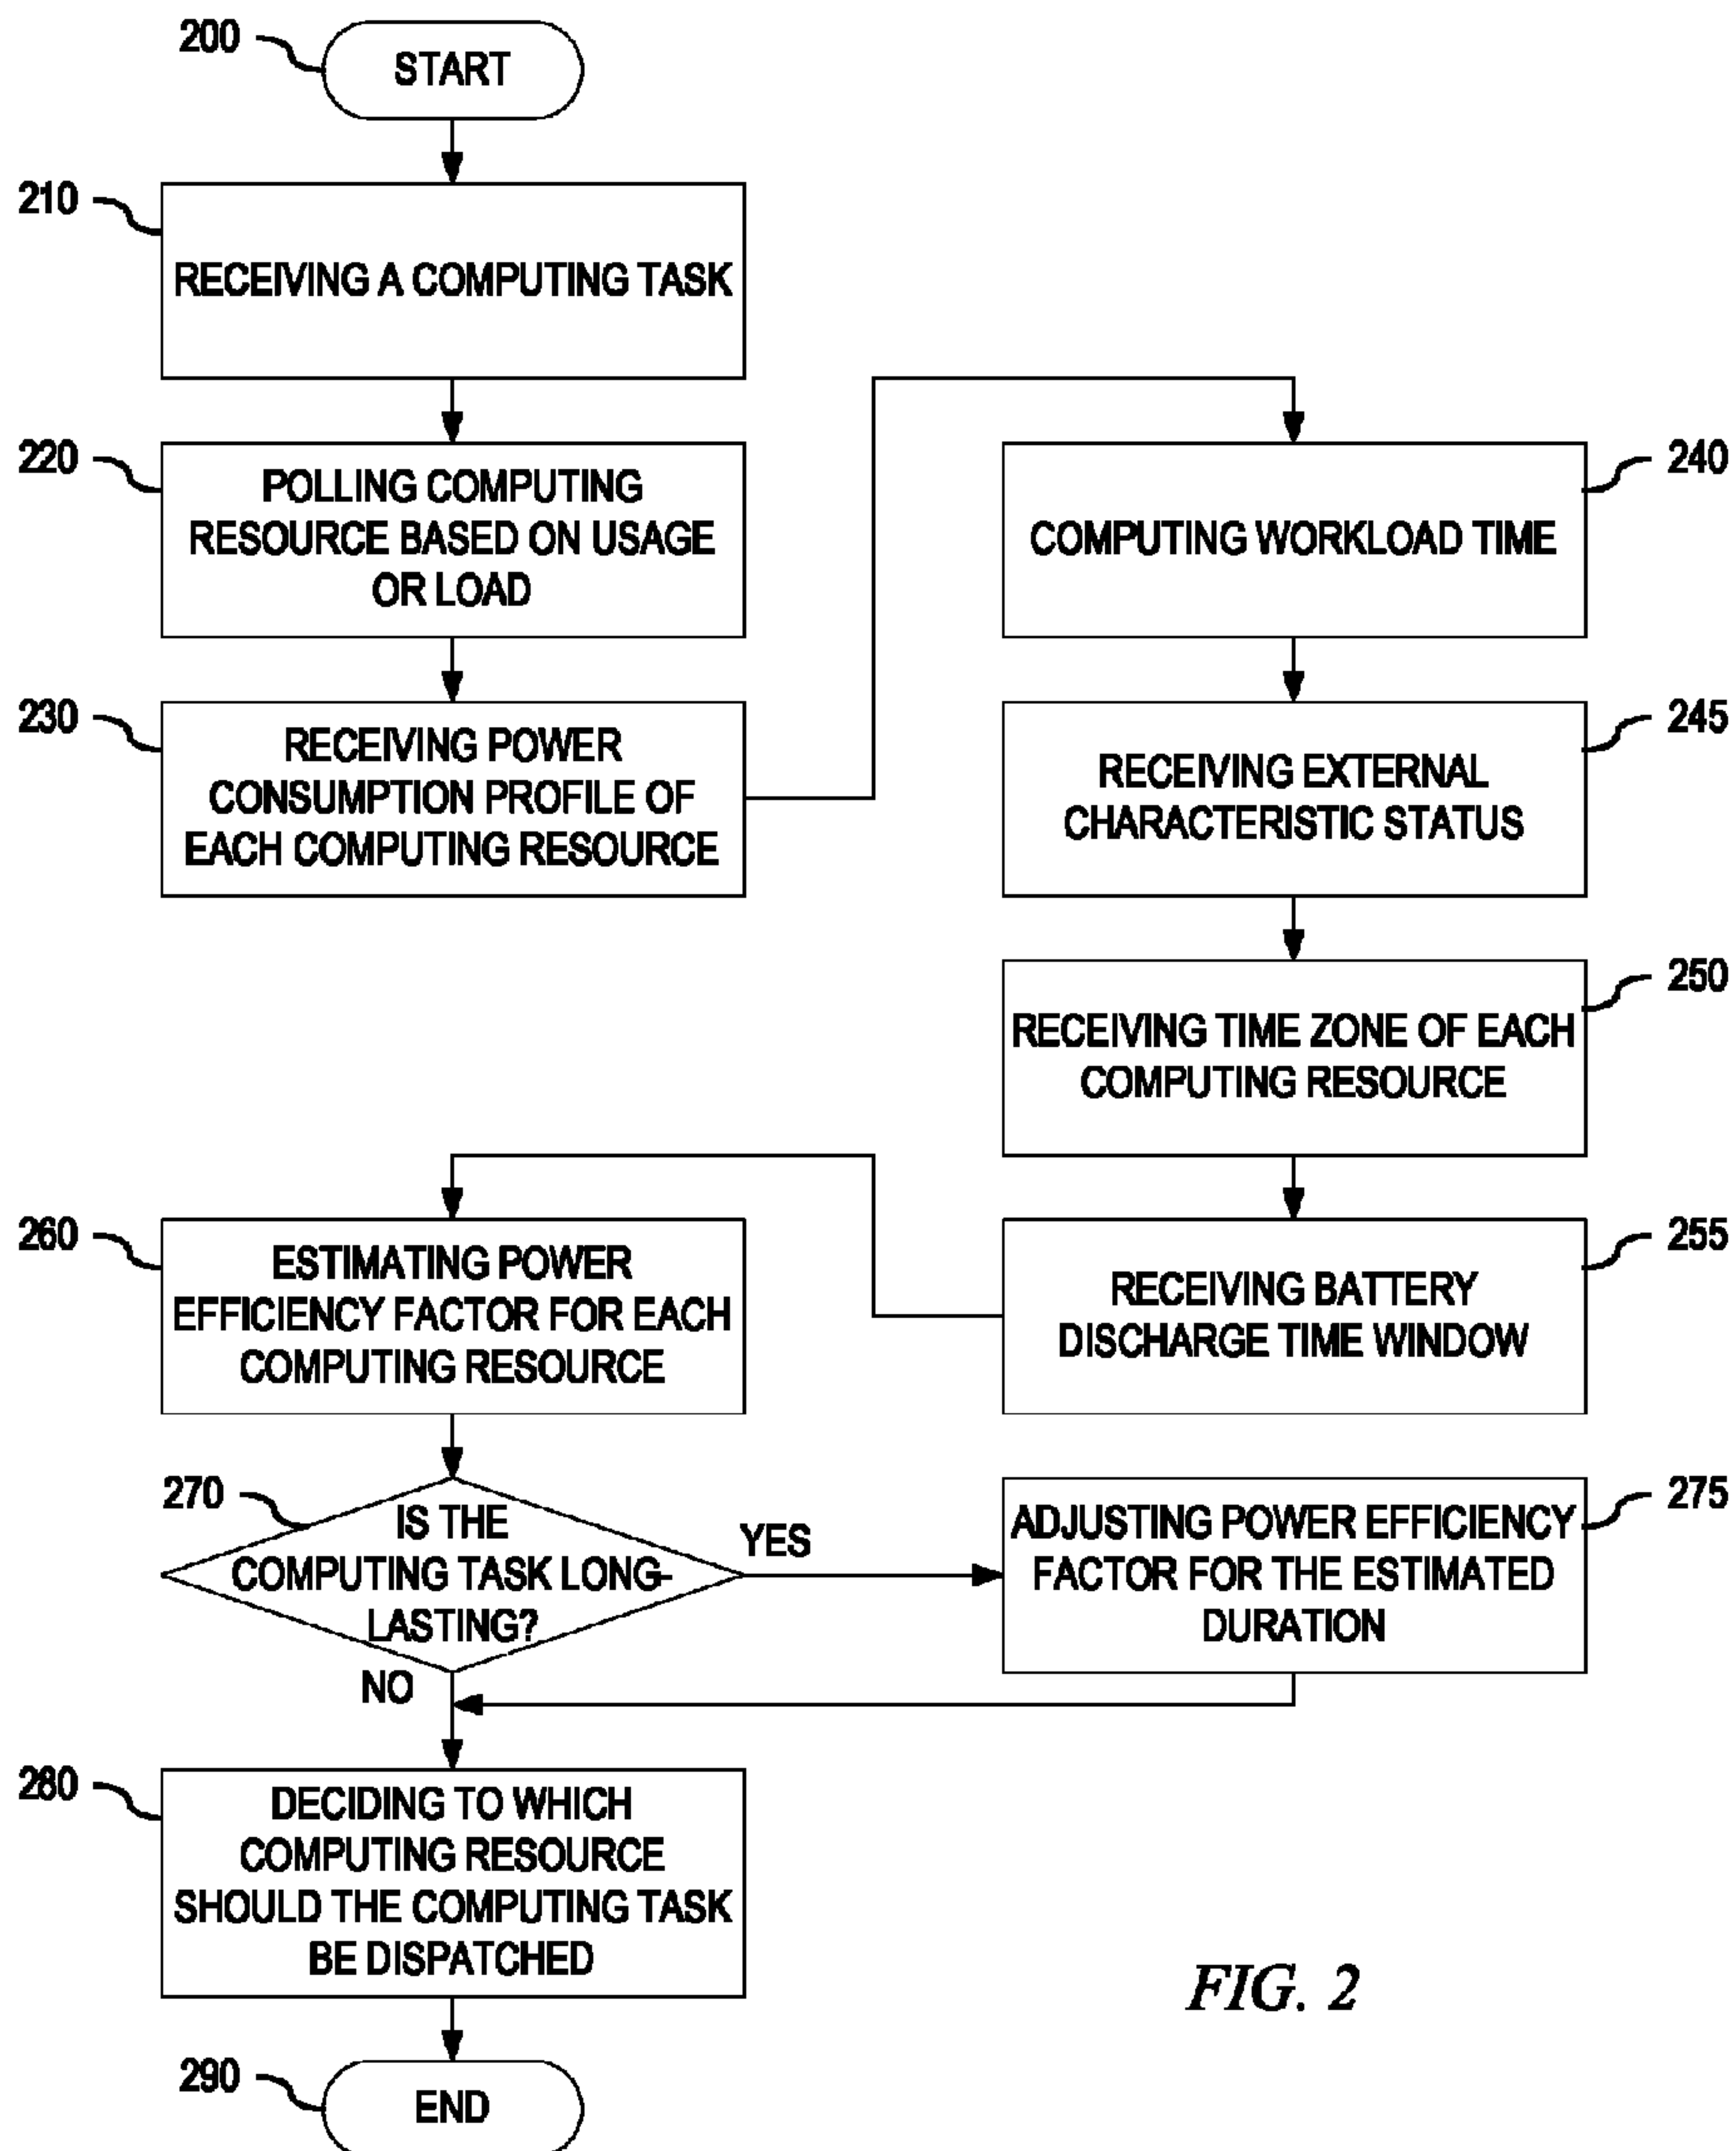 200
START
210
RECEIVING A COMPUTING TASK
220
POLLING COMPUTING
RESOURCE BASED ON USAGE
OR LOAD
230
RECEIVING POWER
CONSUMPTION PROFILE OF
EACH COMPUTING RESOURCE
240
COMPUTING WORKLOAD TIME
245
RECEIVING EXTERNAL
CHARACTERISTIC STATUS
250
RECEIVING TIME ZONE OF EACH
COMPUTING RESOURCE
255
RECEIVING BATTERY
DISCHARGE TIME WINDOW
260
ESTIMATING POWER
EFFICIENCY FACTOR FOR EACH
COMPUTING RESOURCE
270
IS THE
COMPUTING TASK LONG-
LASTING?
YES
NO
275
ADJUSTING POWER EFFICIENCY
FACTOR FOR THE ESTIMATED
DURATION
280
DECIDING TO WHICH
COMPUTING RESOURCE
SHOULD THE COMPUTING TASK
BE DISPATCHED
290
END
FIG. 2